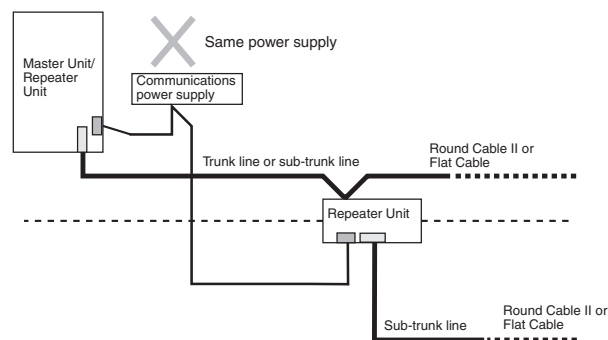 Same power supply
Master Unit/
Repeater
Unit
Communications
power supply
Trunk line or sub-trunk line
Round Cable II or
Flat Cable
Repeater Unit
Sub-trunk line
Round Cable II or
Flat Cable